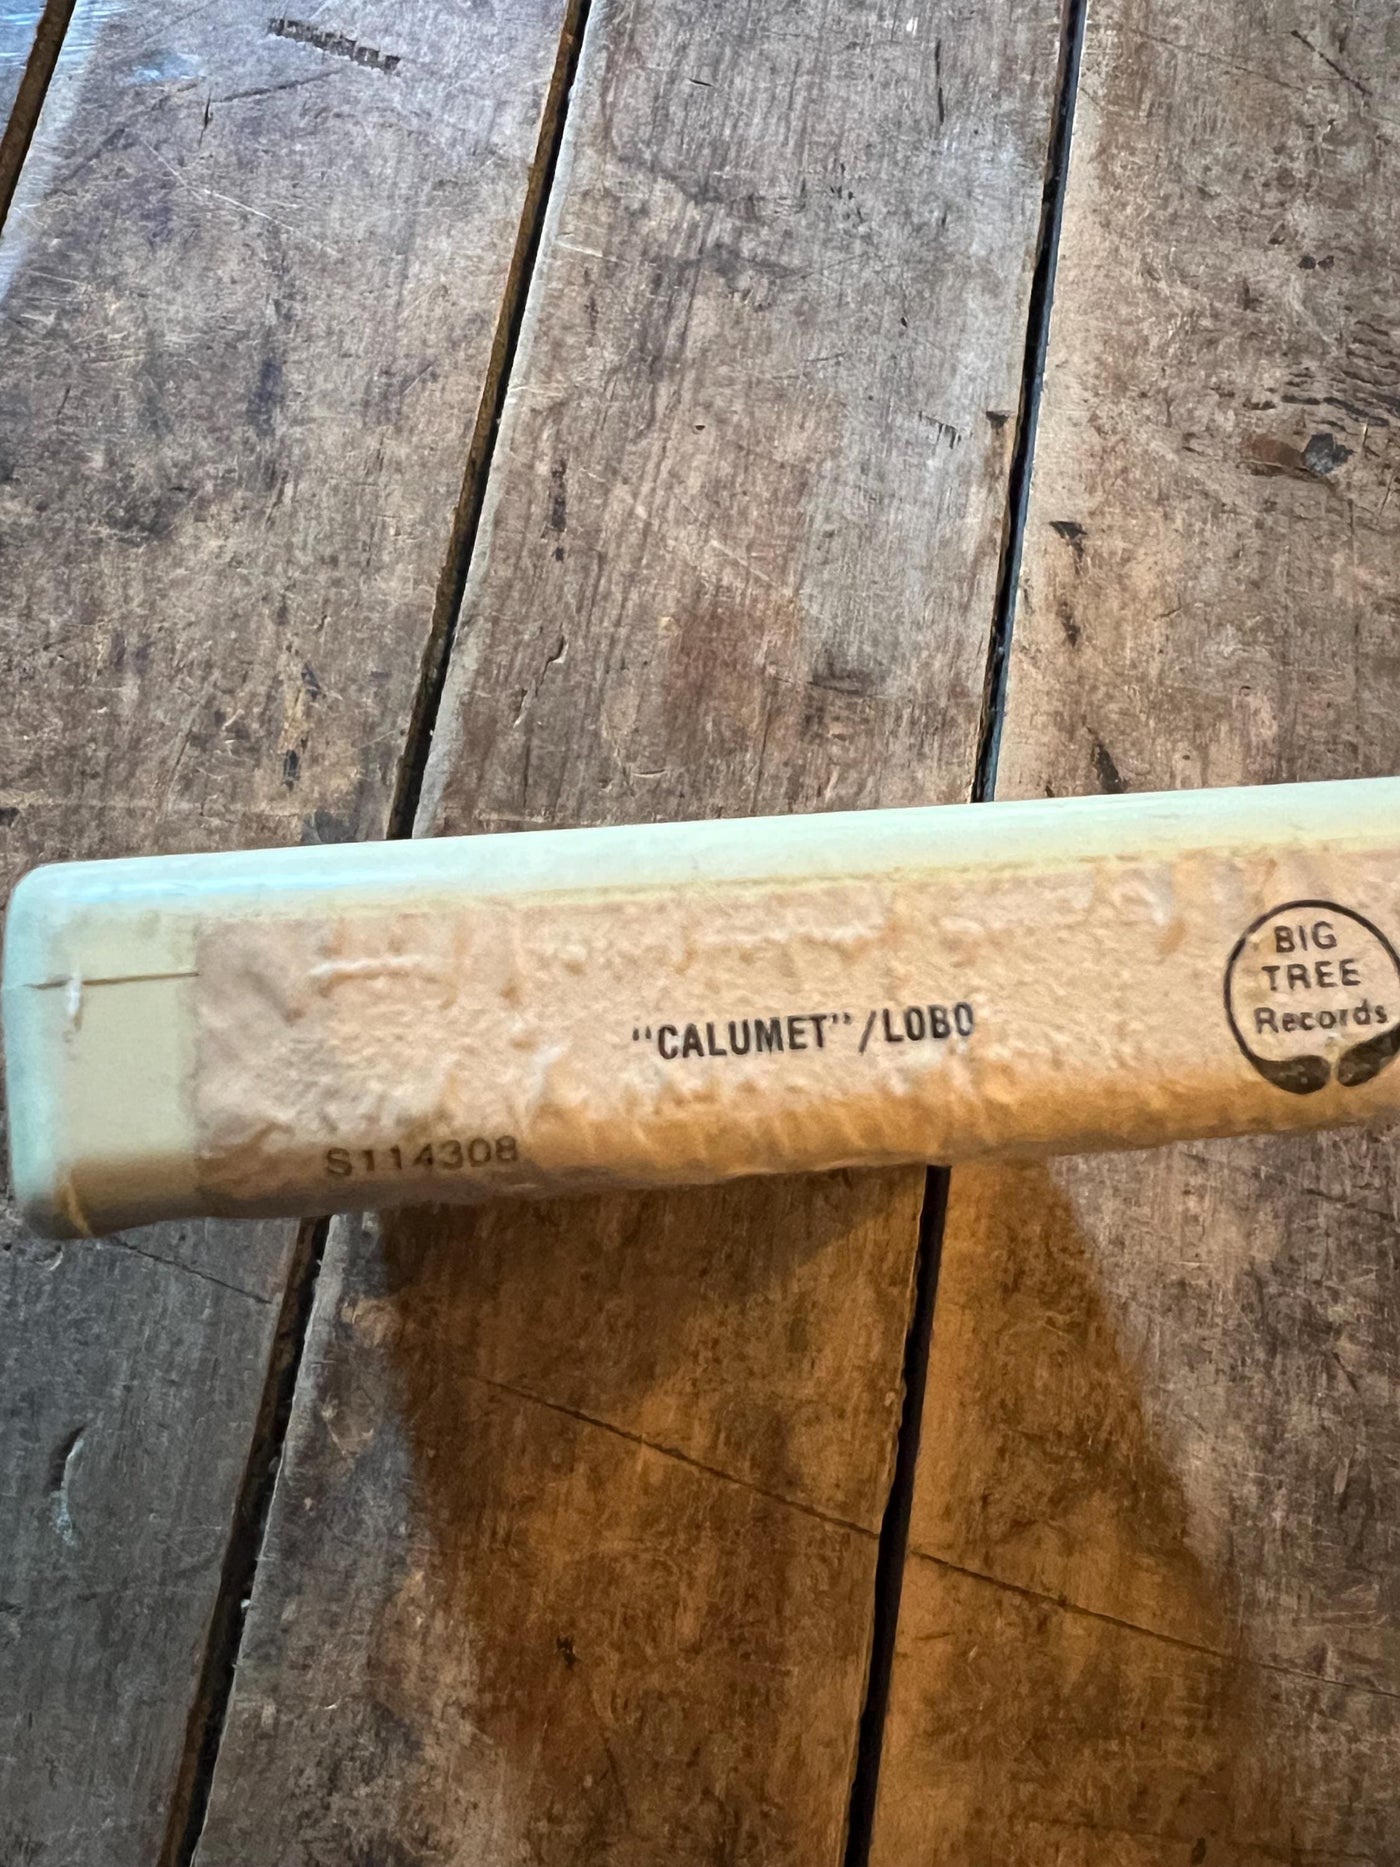 "CALUMET"/LOBO
BIG
TREE
Records
S114308